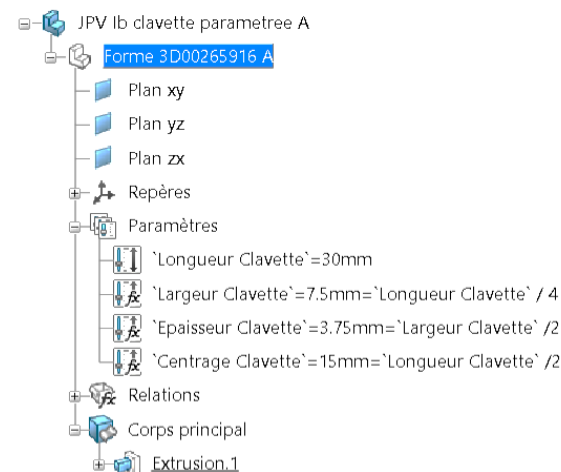 JPV lb clavette parametree A
Forme 3D00265916 A
Plan xy
Plan yz
Plan zx
Repères
Paramètres
`Longueur Clavette`=30mm
`Largeur Clavette`=7.5mm=`Longueur Clavette` / 4
`Epaisseur Clavette`=3.75mm=`Largeur Clavette` /2
`Centrage Clavette`=15mm=`Longueur Clavette` /2
Relations
Corps principal
Extrusion.1